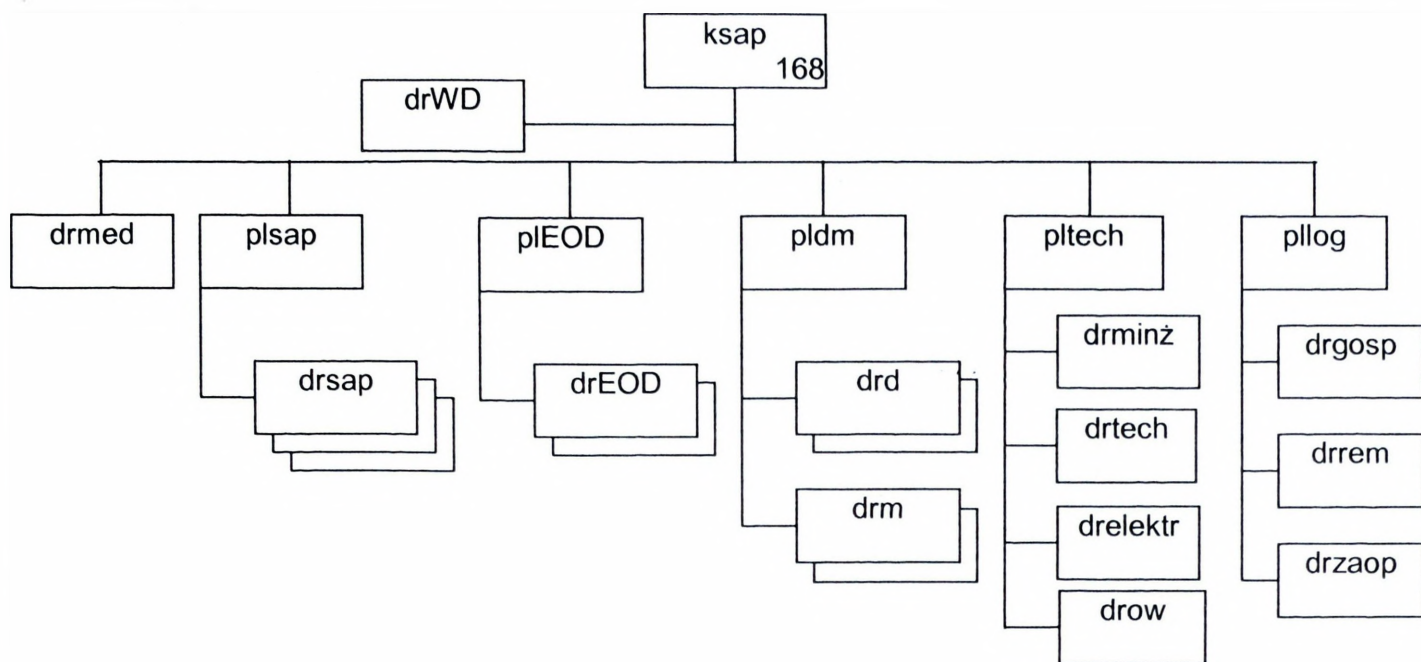 ksap
168
drWD
drmed
plsap
plEOD
pldm
pltech
pllog
drsap
drEOD
drd
drm
drminż
drtech
drelektr
drow
drgosp
drrem
drzaop